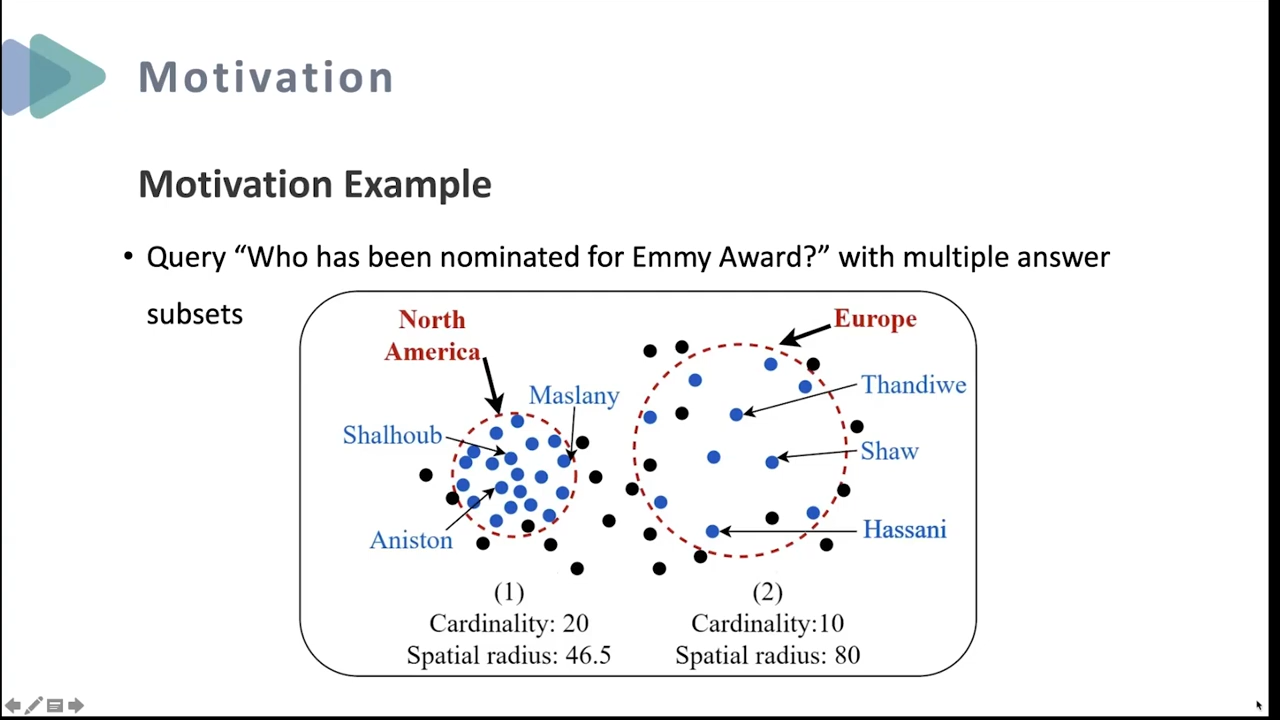 Motivation
Motivation Example
• Query “Who has been nominated for Emmy Award?” with multiple answer
subsets
North
America
Europe
Maslany
Thandiwe
Shalhoub
Shaw
Aniston
Hassani
(1)
Cardinality: 20
Spatial radius: 46.5
(2)
Cardinality:10
Spatial radius: 80